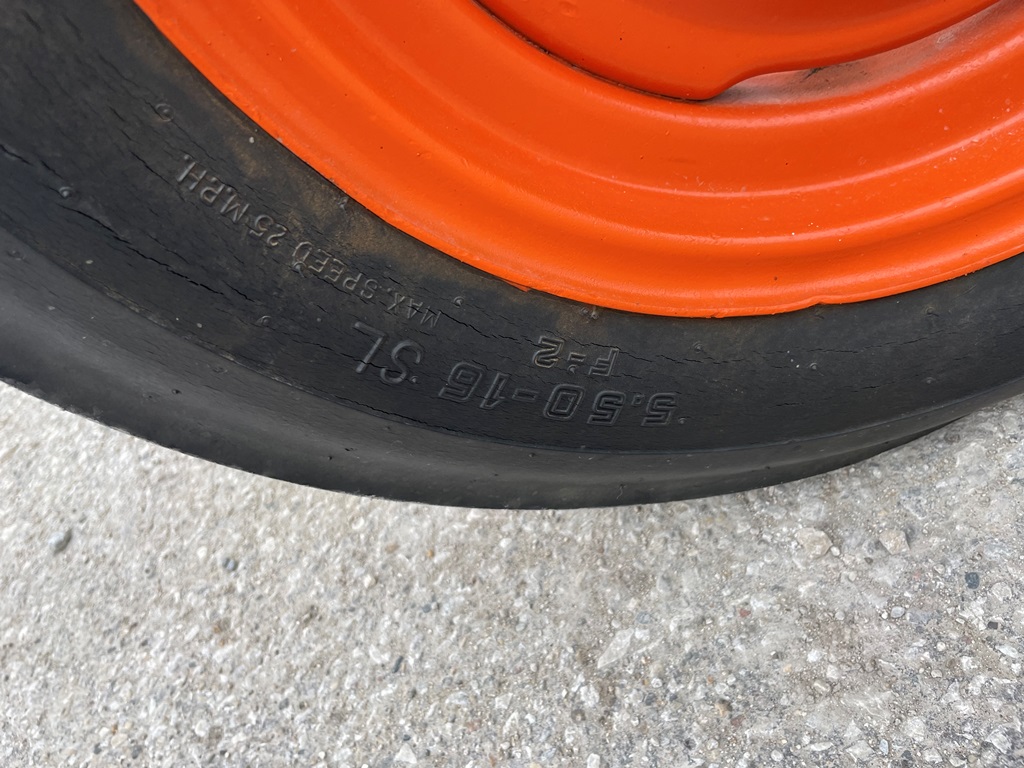 5.50-16 SL
F-2
MAX. SPEED 25 M.P.H.